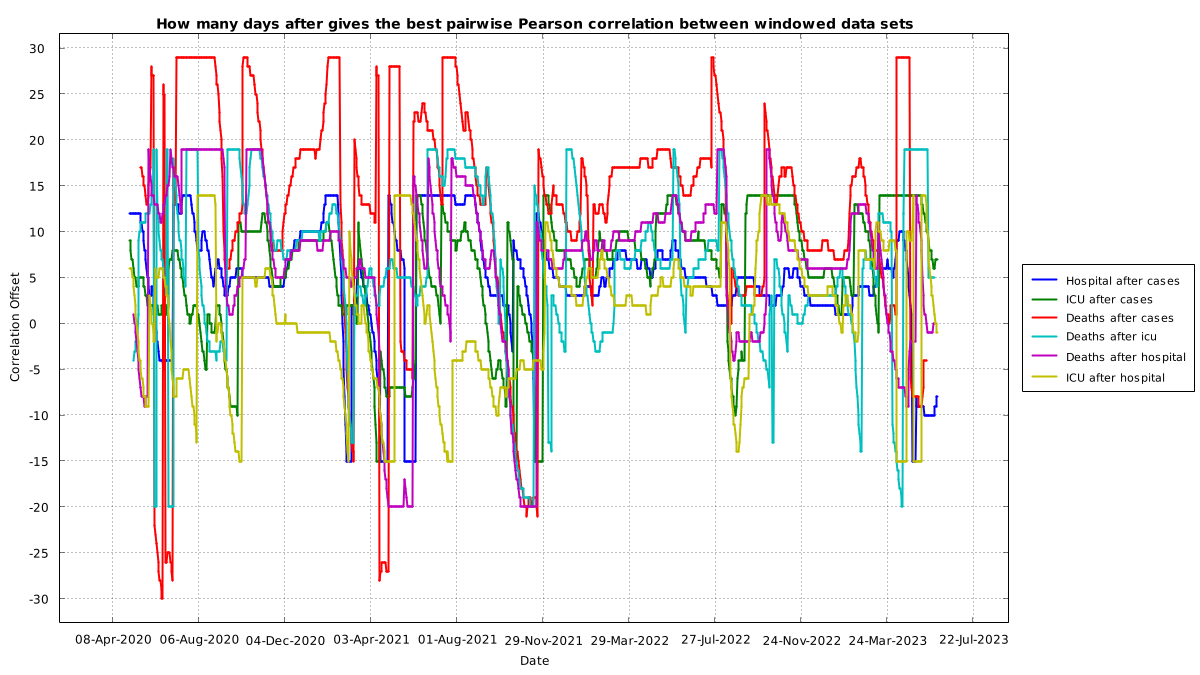 How many days after gives the best pairwise Pearson correlation between windowed data sets
30
25
20
15
10
5
0
-5
-10
-15
-20
-25
-30
Correlation Offset
08-Apr-2020 06-Aug-2020 04-Dec-2020 03-Apr-2021 01-Aug-2021 29-Nov-2021 29-Mar-2022 27-Jul-2022 24-Nov-2022 24-Mar-2023 22-Jul-2023
Date
Hospital after cases
ICU after cases
Deaths after cases
Deaths after icu
Deaths after hospital
ICU after hospital